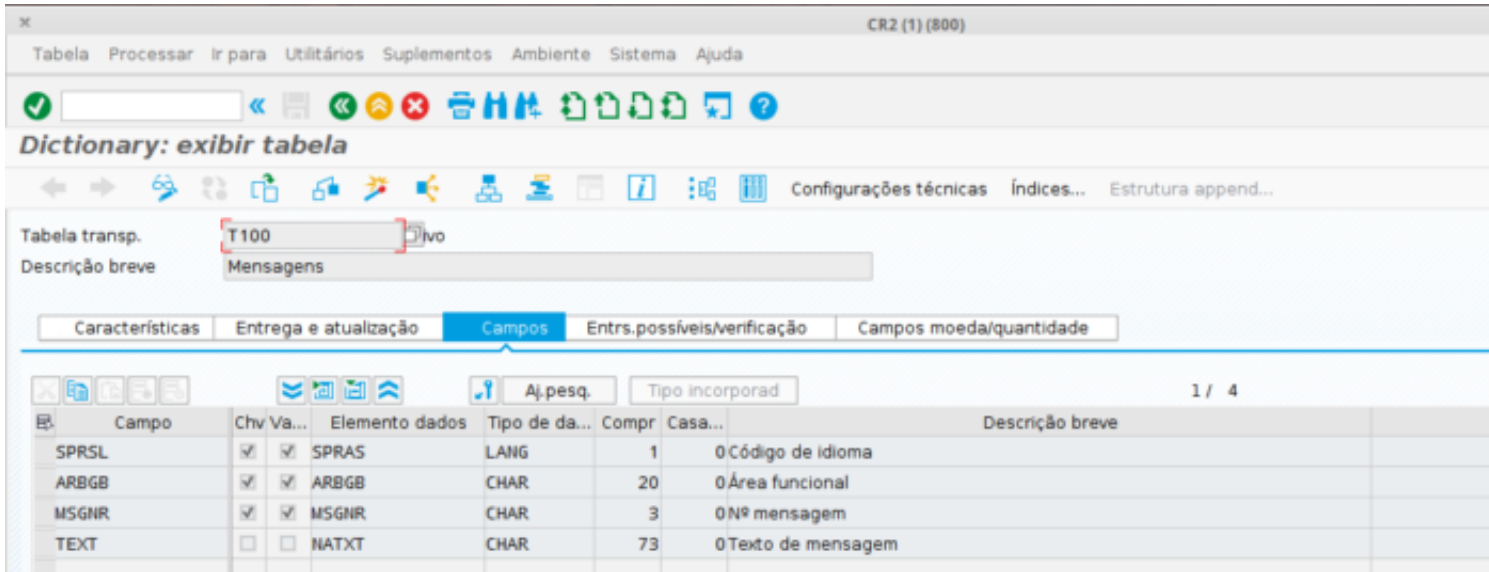 CR2 (1) (800)
Tabela Processar Ir para Utilitários Suplementos Ambiente Sistema Ajuda
Dictionary: exibir tabela
Configurações técnicas Índices... Estrutura append...
Tabela transp. T100 ivo
Descrição breve Mensagens
Características Entrega e atualização Campos Entrs.possíveis/verificação Campos moeda/quantidade
Aj.pesq. Tipo incorporad 1/ 4
Campo Chv Va... Elemento dados Tipo de da... Compr Casa... Descrição breve
SPRSL SPRAS LANG 1 0 Código de idioma
ARBGB ARBGB CHAR 20 0 Área funcional
MSGNR MSGNR CHAR 3 0 Nº mensagem
TEXT NATXT CHAR 73 0 Texto de mensagem